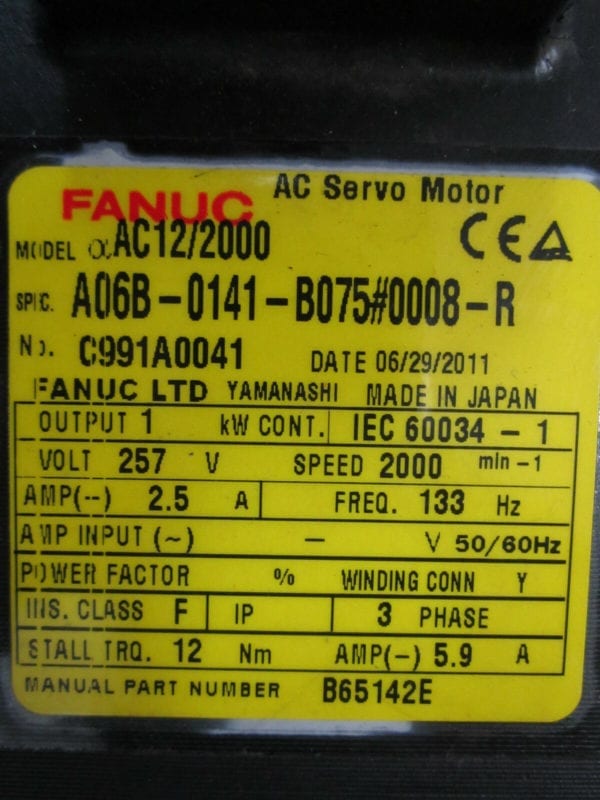 AC Servo Motor
FANUC
MODEL αAC12/2000 CE
SPEC. A06B-0141-B075#0008-R
NO. C991A0041 DATE 06/29/2011
FANUC LTD YAMANASHI MADE IN JAPAN
OUTPUT 1 kW CONT. IEC 60034-1
VOLT 257 V SPEED 2000 min-1
AMP(~) 2.5 A FREQ. 133 Hz
AMP INPUT (~) — V 50/60Hz
POWER FACTOR % WINDING CONN Y
INS. CLASS F IP 3 PHASE
STALL TRQ. 12 Nm AMP(~) 5.9 A
MANUAL PART NUMBER B65142E